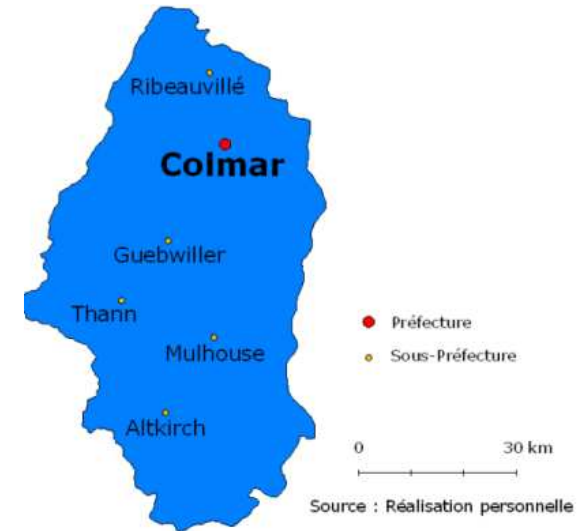 Ribeauvillé
Colmar
Guebwiller
Thann
Mulhouse
Altkirch
Préfecture
Sous-Préfecture
0 30 km
Source : Réalisation personnelle